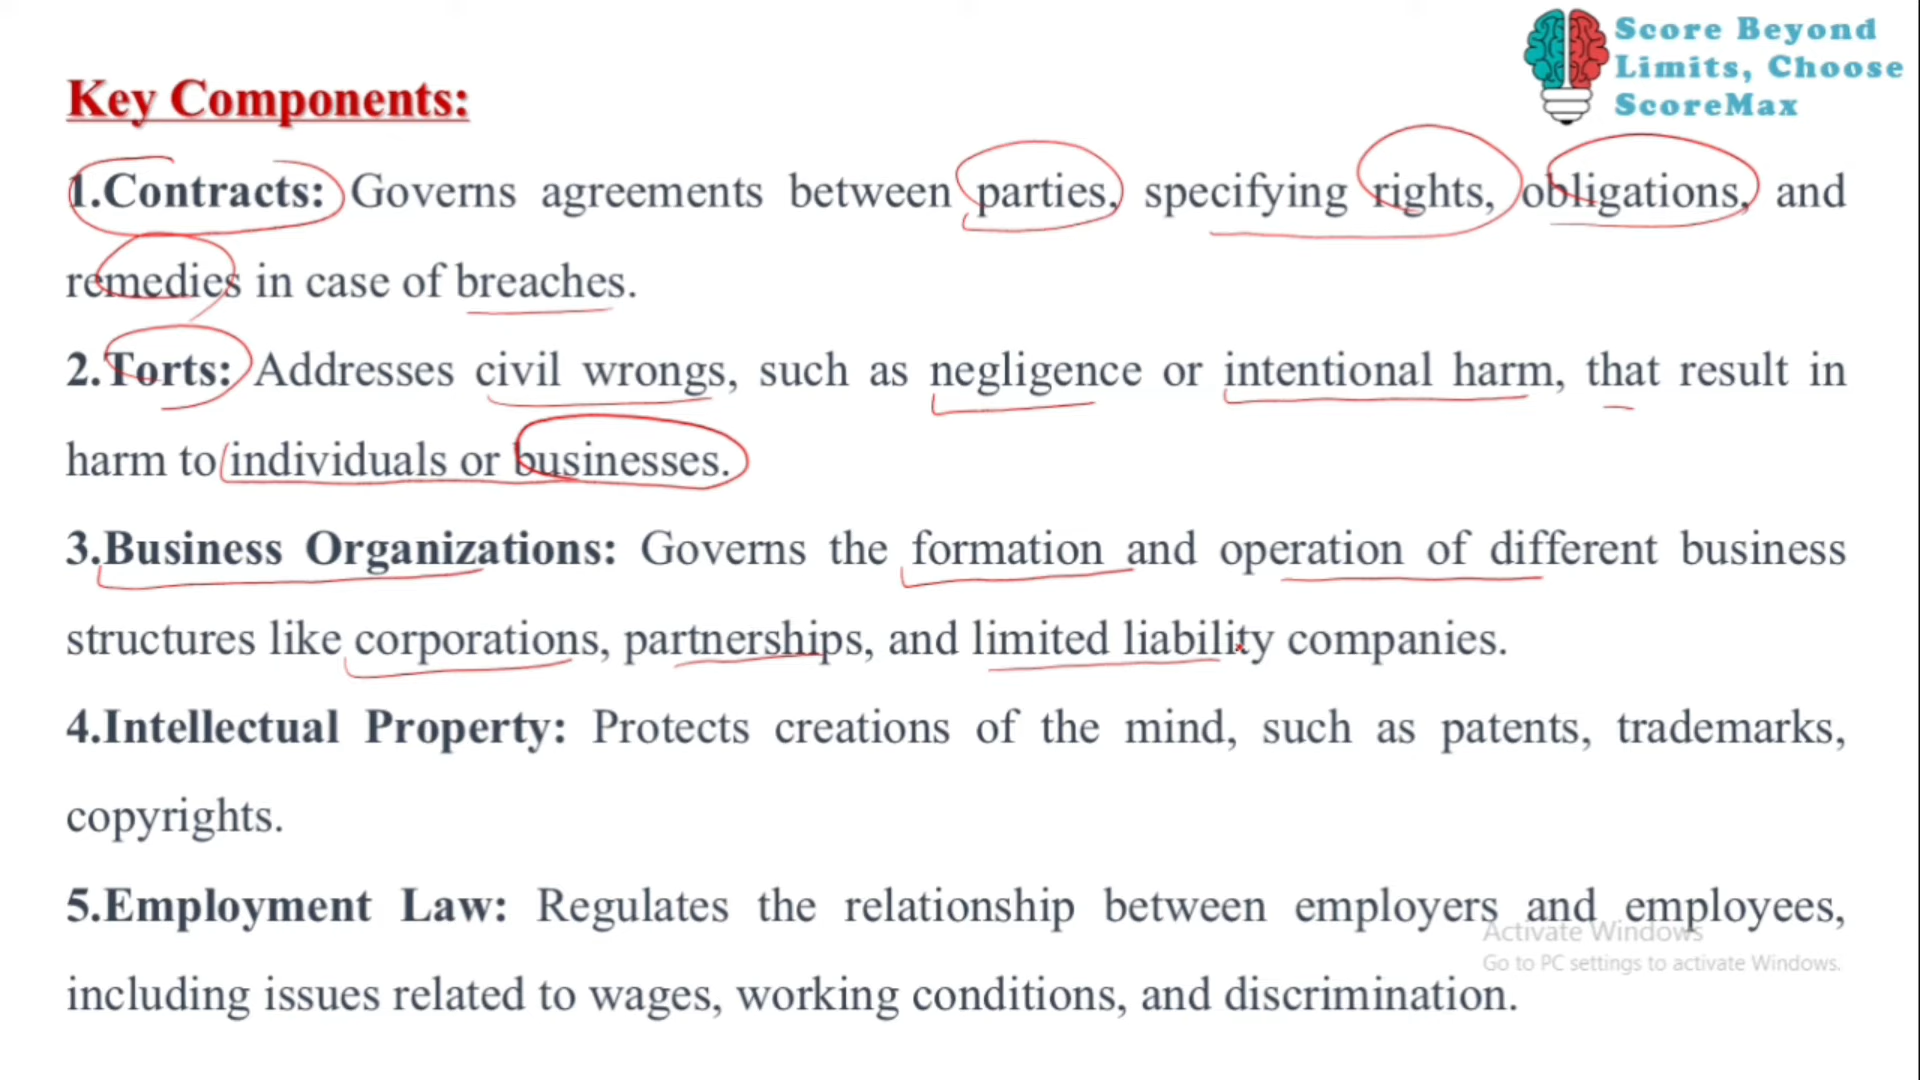 Score Beyond
Limits, Choose
ScoreMax
Key Components:
1.Contracts: Governs agreements between parties, specifying rights, obligations, and
remedies in case of breaches.
2.Torts: Addresses civil wrongs, such as negligence or intentional harm, that result in
harm to individuals or businesses.
3.Business Organizations: Governs the formation and operation of different business
structures like corporations, partnerships, and limited liability companies.
4.Intellectual Property: Protects creations of the mind, such as patents, trademarks,
copyrights.
5.Employment Law: Regulates the relationship between employers and employees,
including issues related to wages, working conditions, and discrimination.
Activate Windows
Go to PC settings to activate Windows.